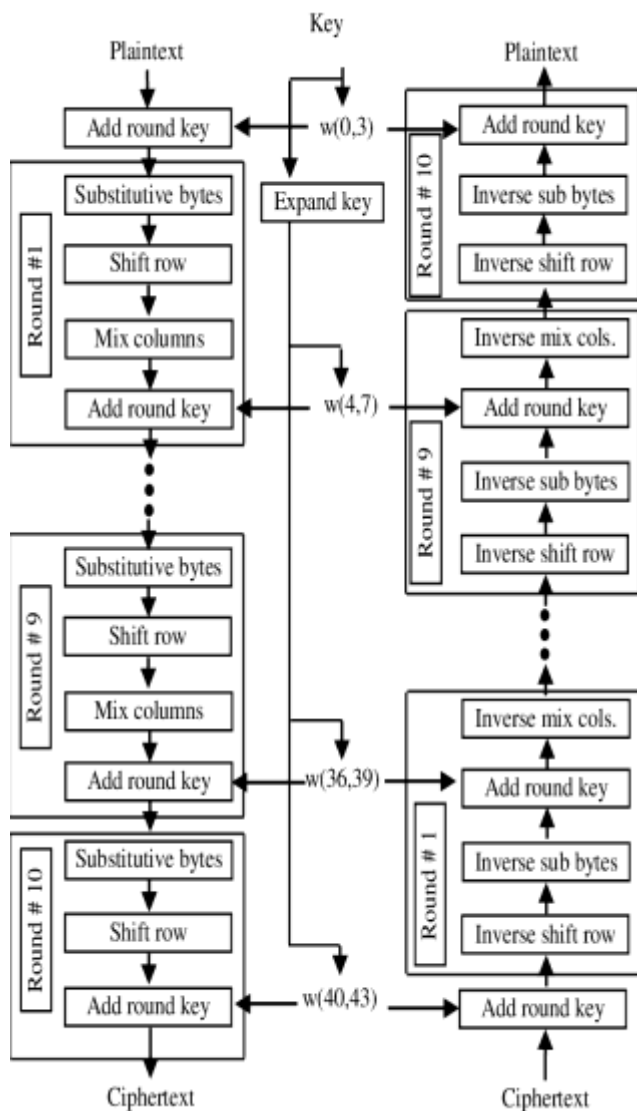 Key
Plaintext
Add round key
Round #1
Substitutive bytes
Shift row
Mix columns
Add round key
Round # 9
Substitutive bytes
Shift row
Mix columns
Add round key
Round # 10
Substitutive bytes
Shift row
Add round key
Ciphertext
w(0,3)
Expand key
w(4,7)
w(36,39)
w(40,43)
Plaintext
Round # 10
Add round key
Inverse sub bytes
Inverse shift row
Round # 9
Inverse mix cols.
Add round key
Inverse sub bytes
Inverse shift row
Round # 1
Inverse mix cols.
Add round key
Inverse sub bytes
Inverse shift row
Add round key
Ciphertext